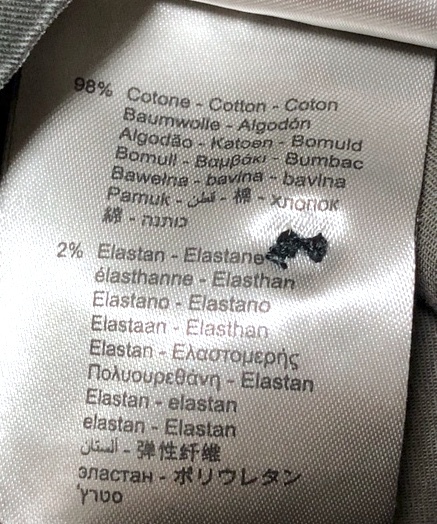 98% Cotone - Cotton - Coton
Baumwolle - Algodón
Algodão - Katoen - Bomuld
Bomull - Βαμβάκι - Bumbac
Bawełna - bavlna - bavlna
Pamuk - قطن - 棉 - хлопок
綿 - כותנה
2% Elastan - Elastane
élasthanne - Elasthan
Elastano - Elastano
Elastaan - Elasthan
Elastan - Ελαστομερής
Πολυουρεθάνη - Elastan
Elastan - elastan
elastan - Elastan
ألستان - 弹性纤维
эластан - ポリウレタン
סטרץ'